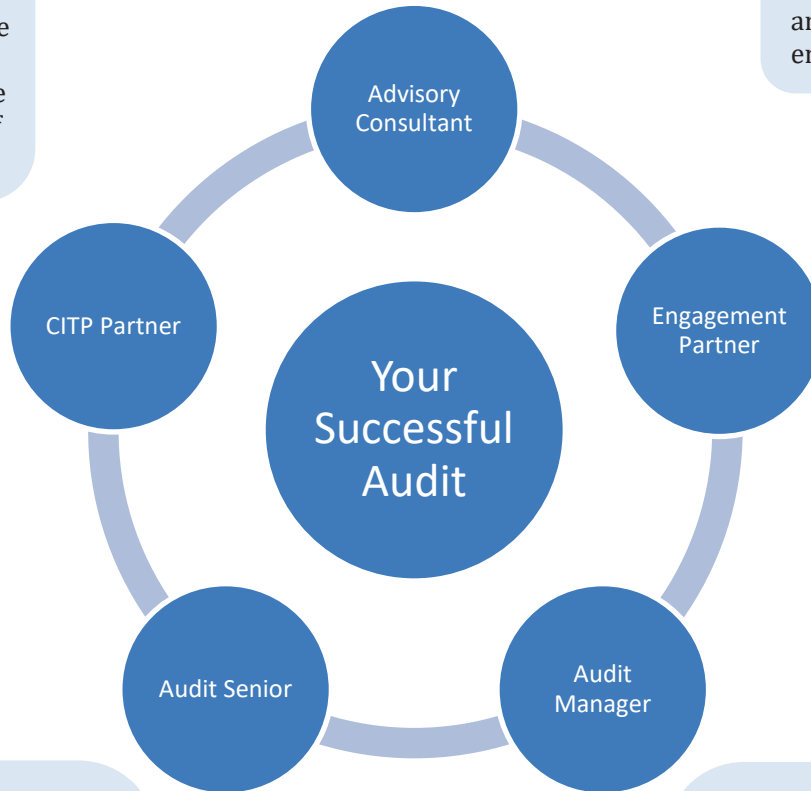 Advisory
Consultant
CITP Partner
Engagement
Partner
Your
Successful
Audit
Audit Senior
Audit
Manager